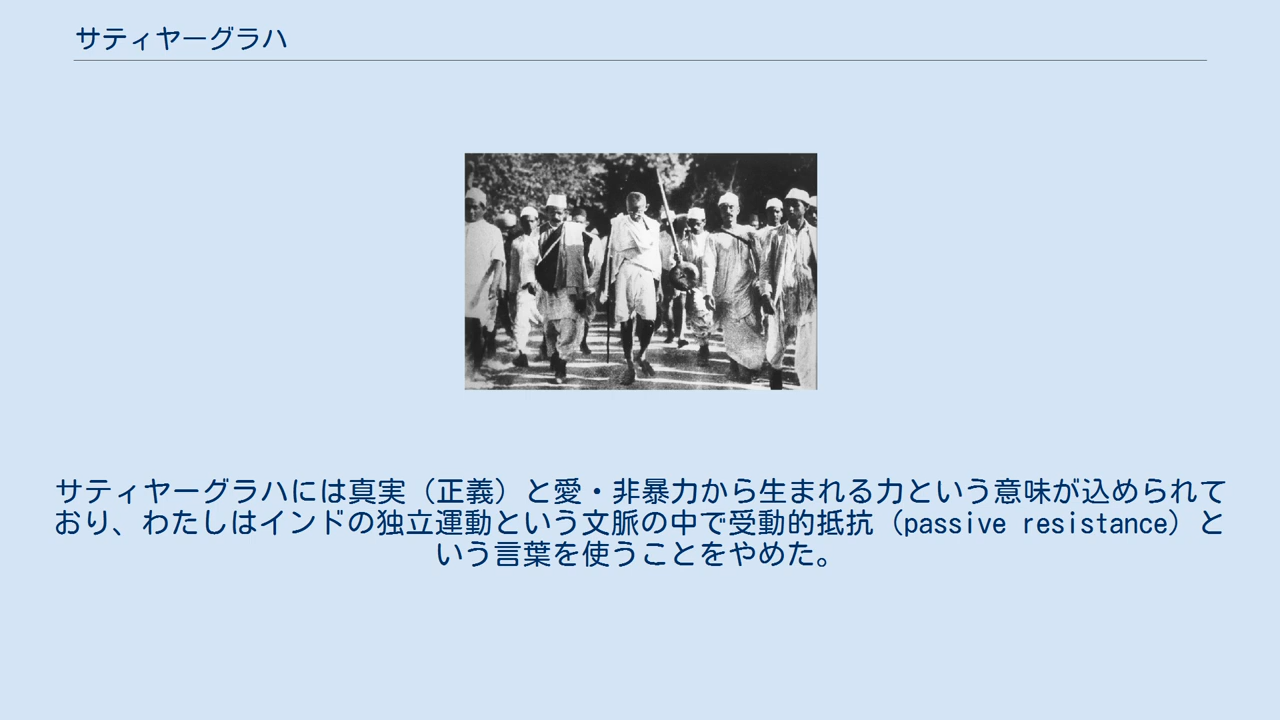 サティヤーグラハ
サティヤーグラハには真実（正義）と愛・非暴力から生まれる力という意味が込められて
おり、わたしはインドの独立運動という文脈の中で受動的抵抗（passive resistance）と
いう言葉を使うことをやめた。